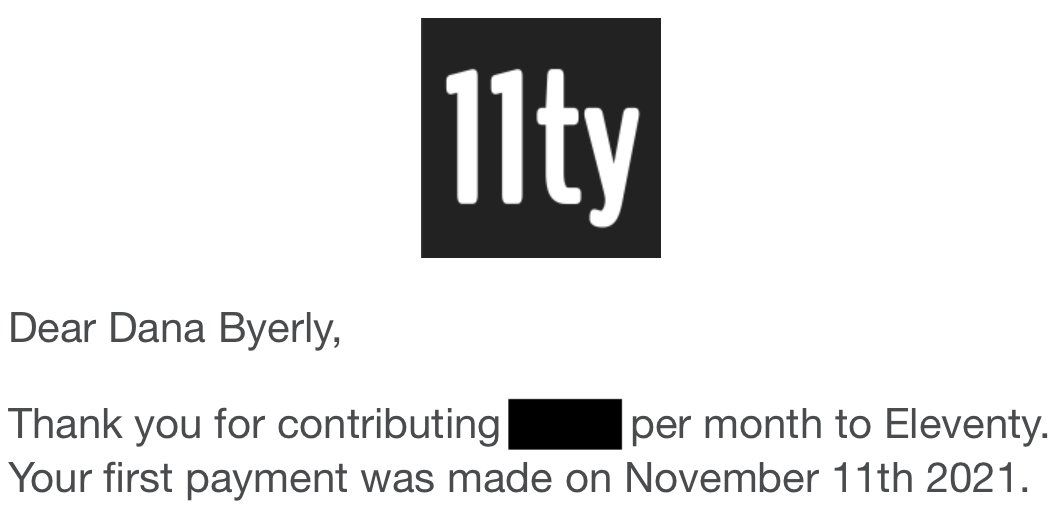 11ty
Dear Dana Byerly,
Thank you for contributing per month to Eleventy.
Your first payment was made on November 11th 2021.